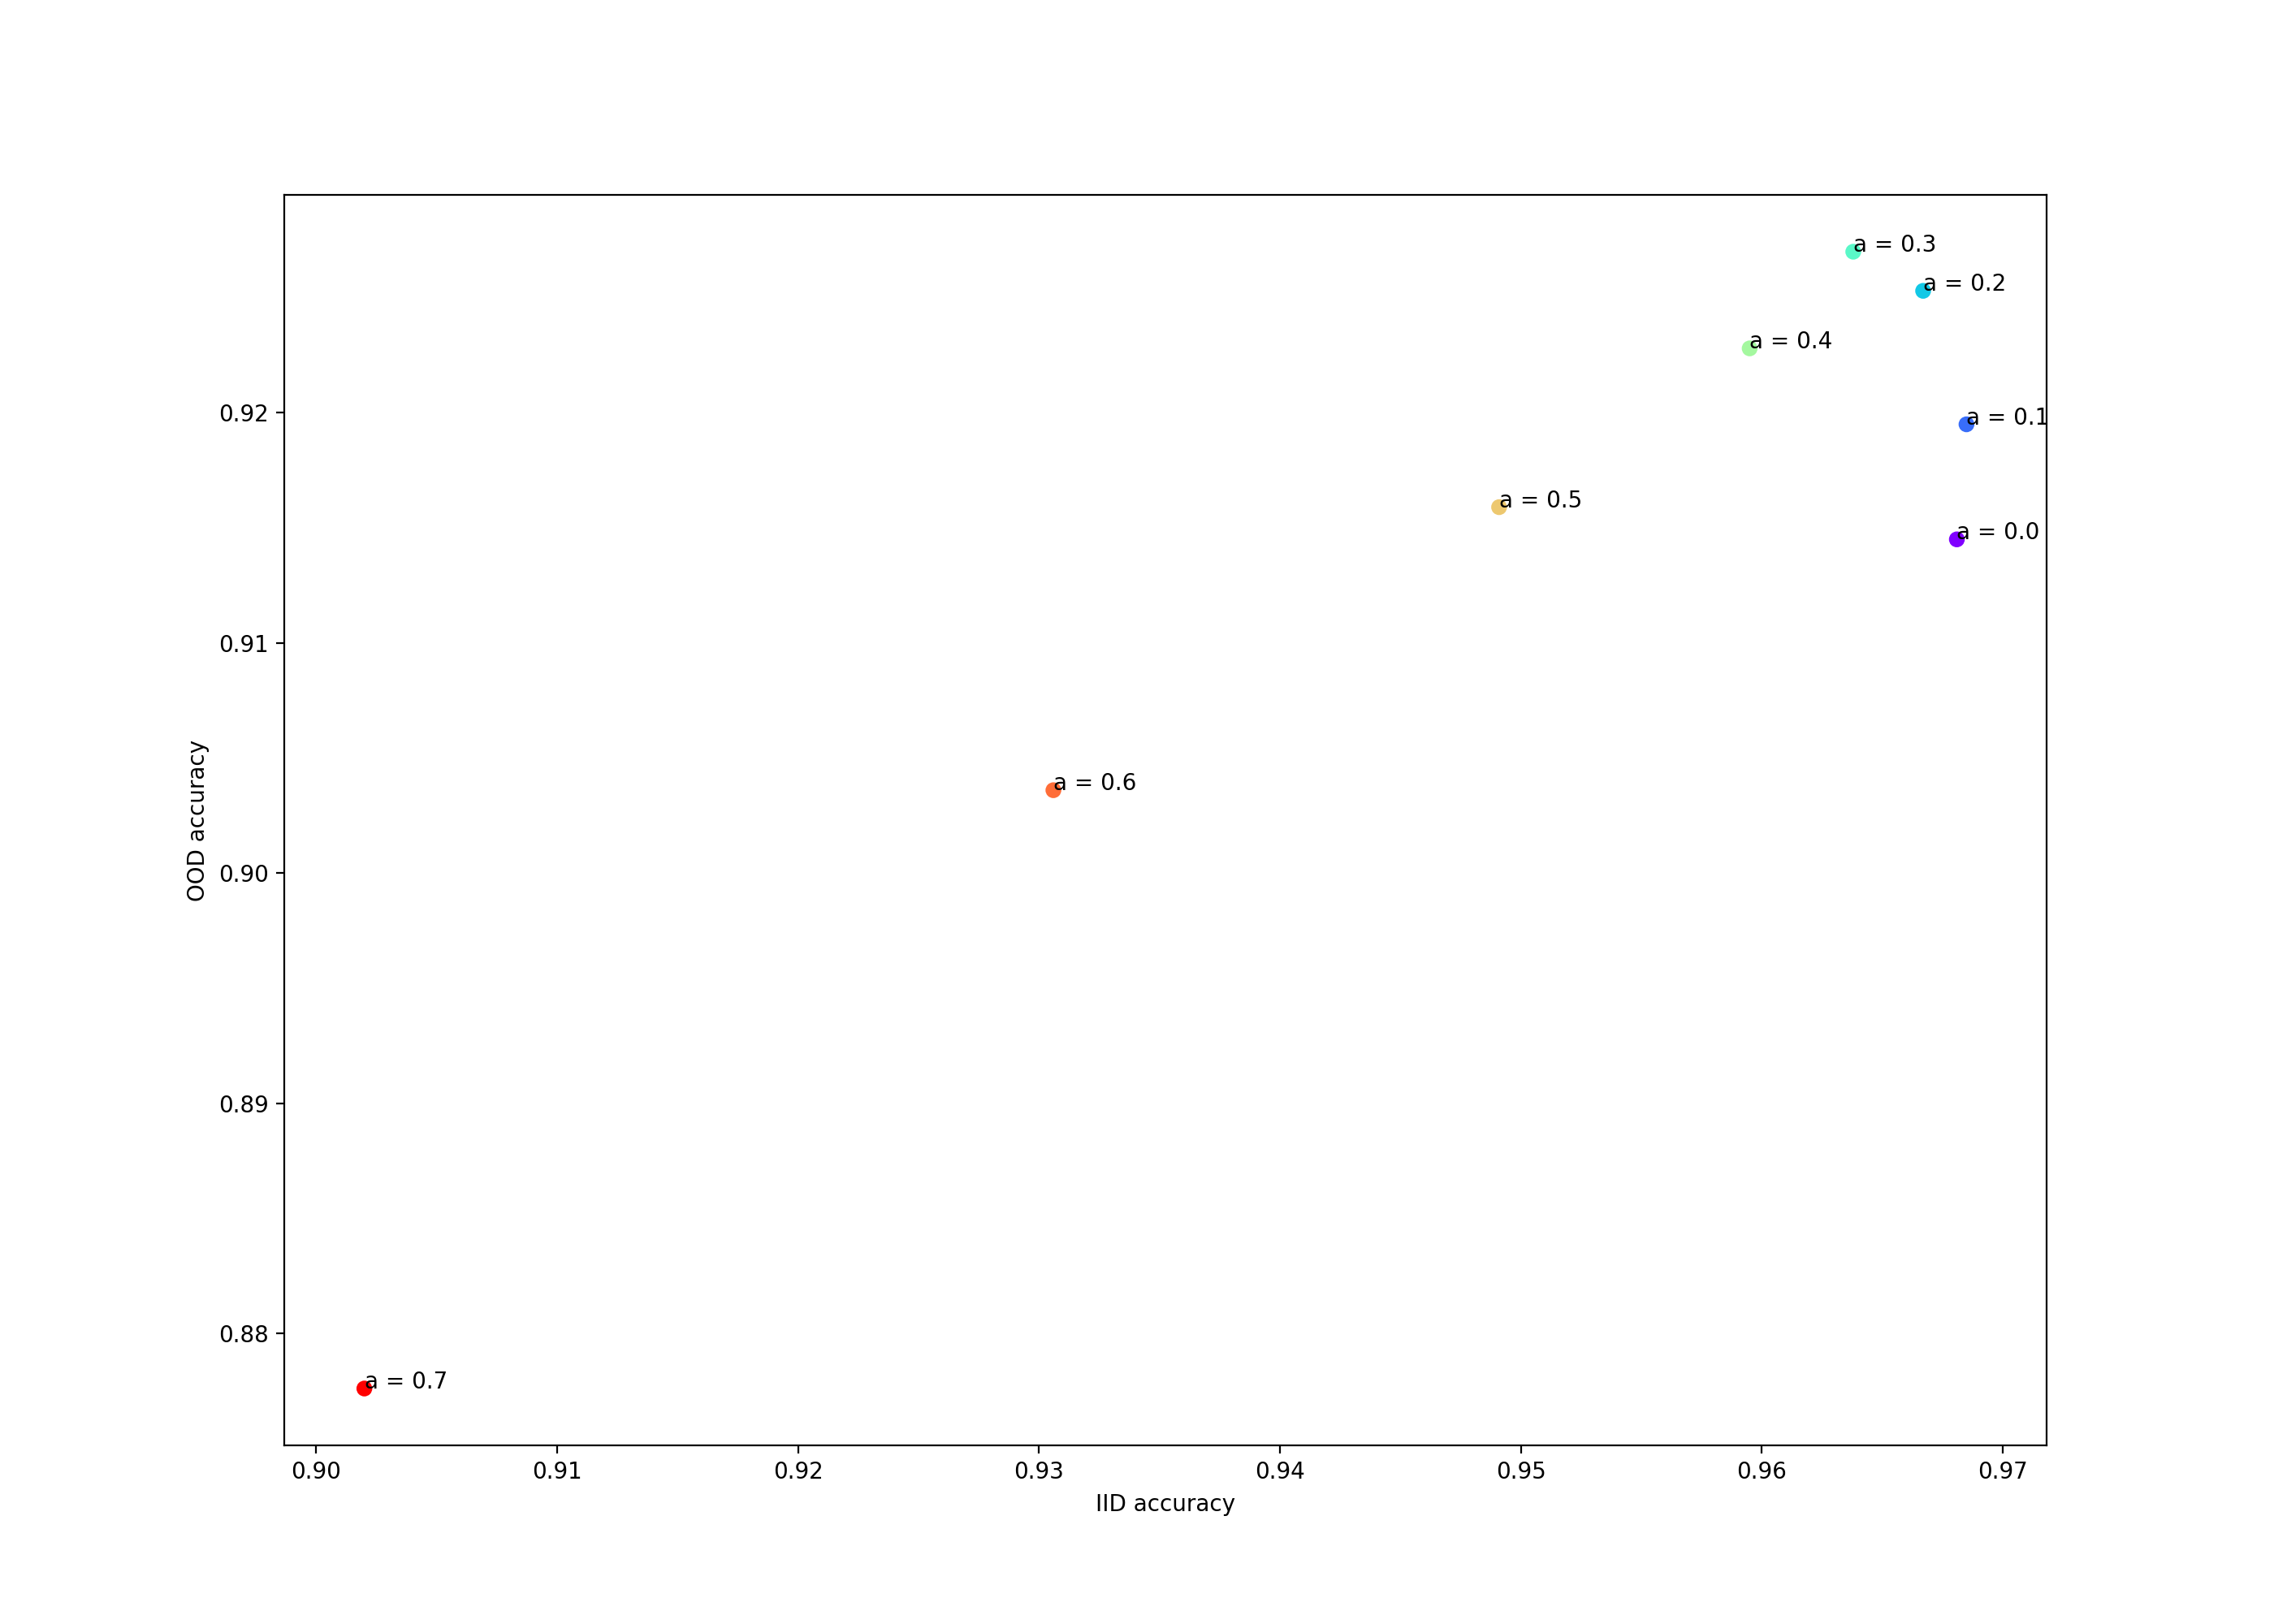 a = 0.3
a = 0.2
a = 0.4
0.92
a = 0.1
a = 0.5
a = 0.0
0.91
a = 0.6
OOD accuracy
0.90
0.89
0.88
a = 0.7
0.90 0.91 0.92 0.93 0.94 0.95 0.96 0.97
IID accuracy